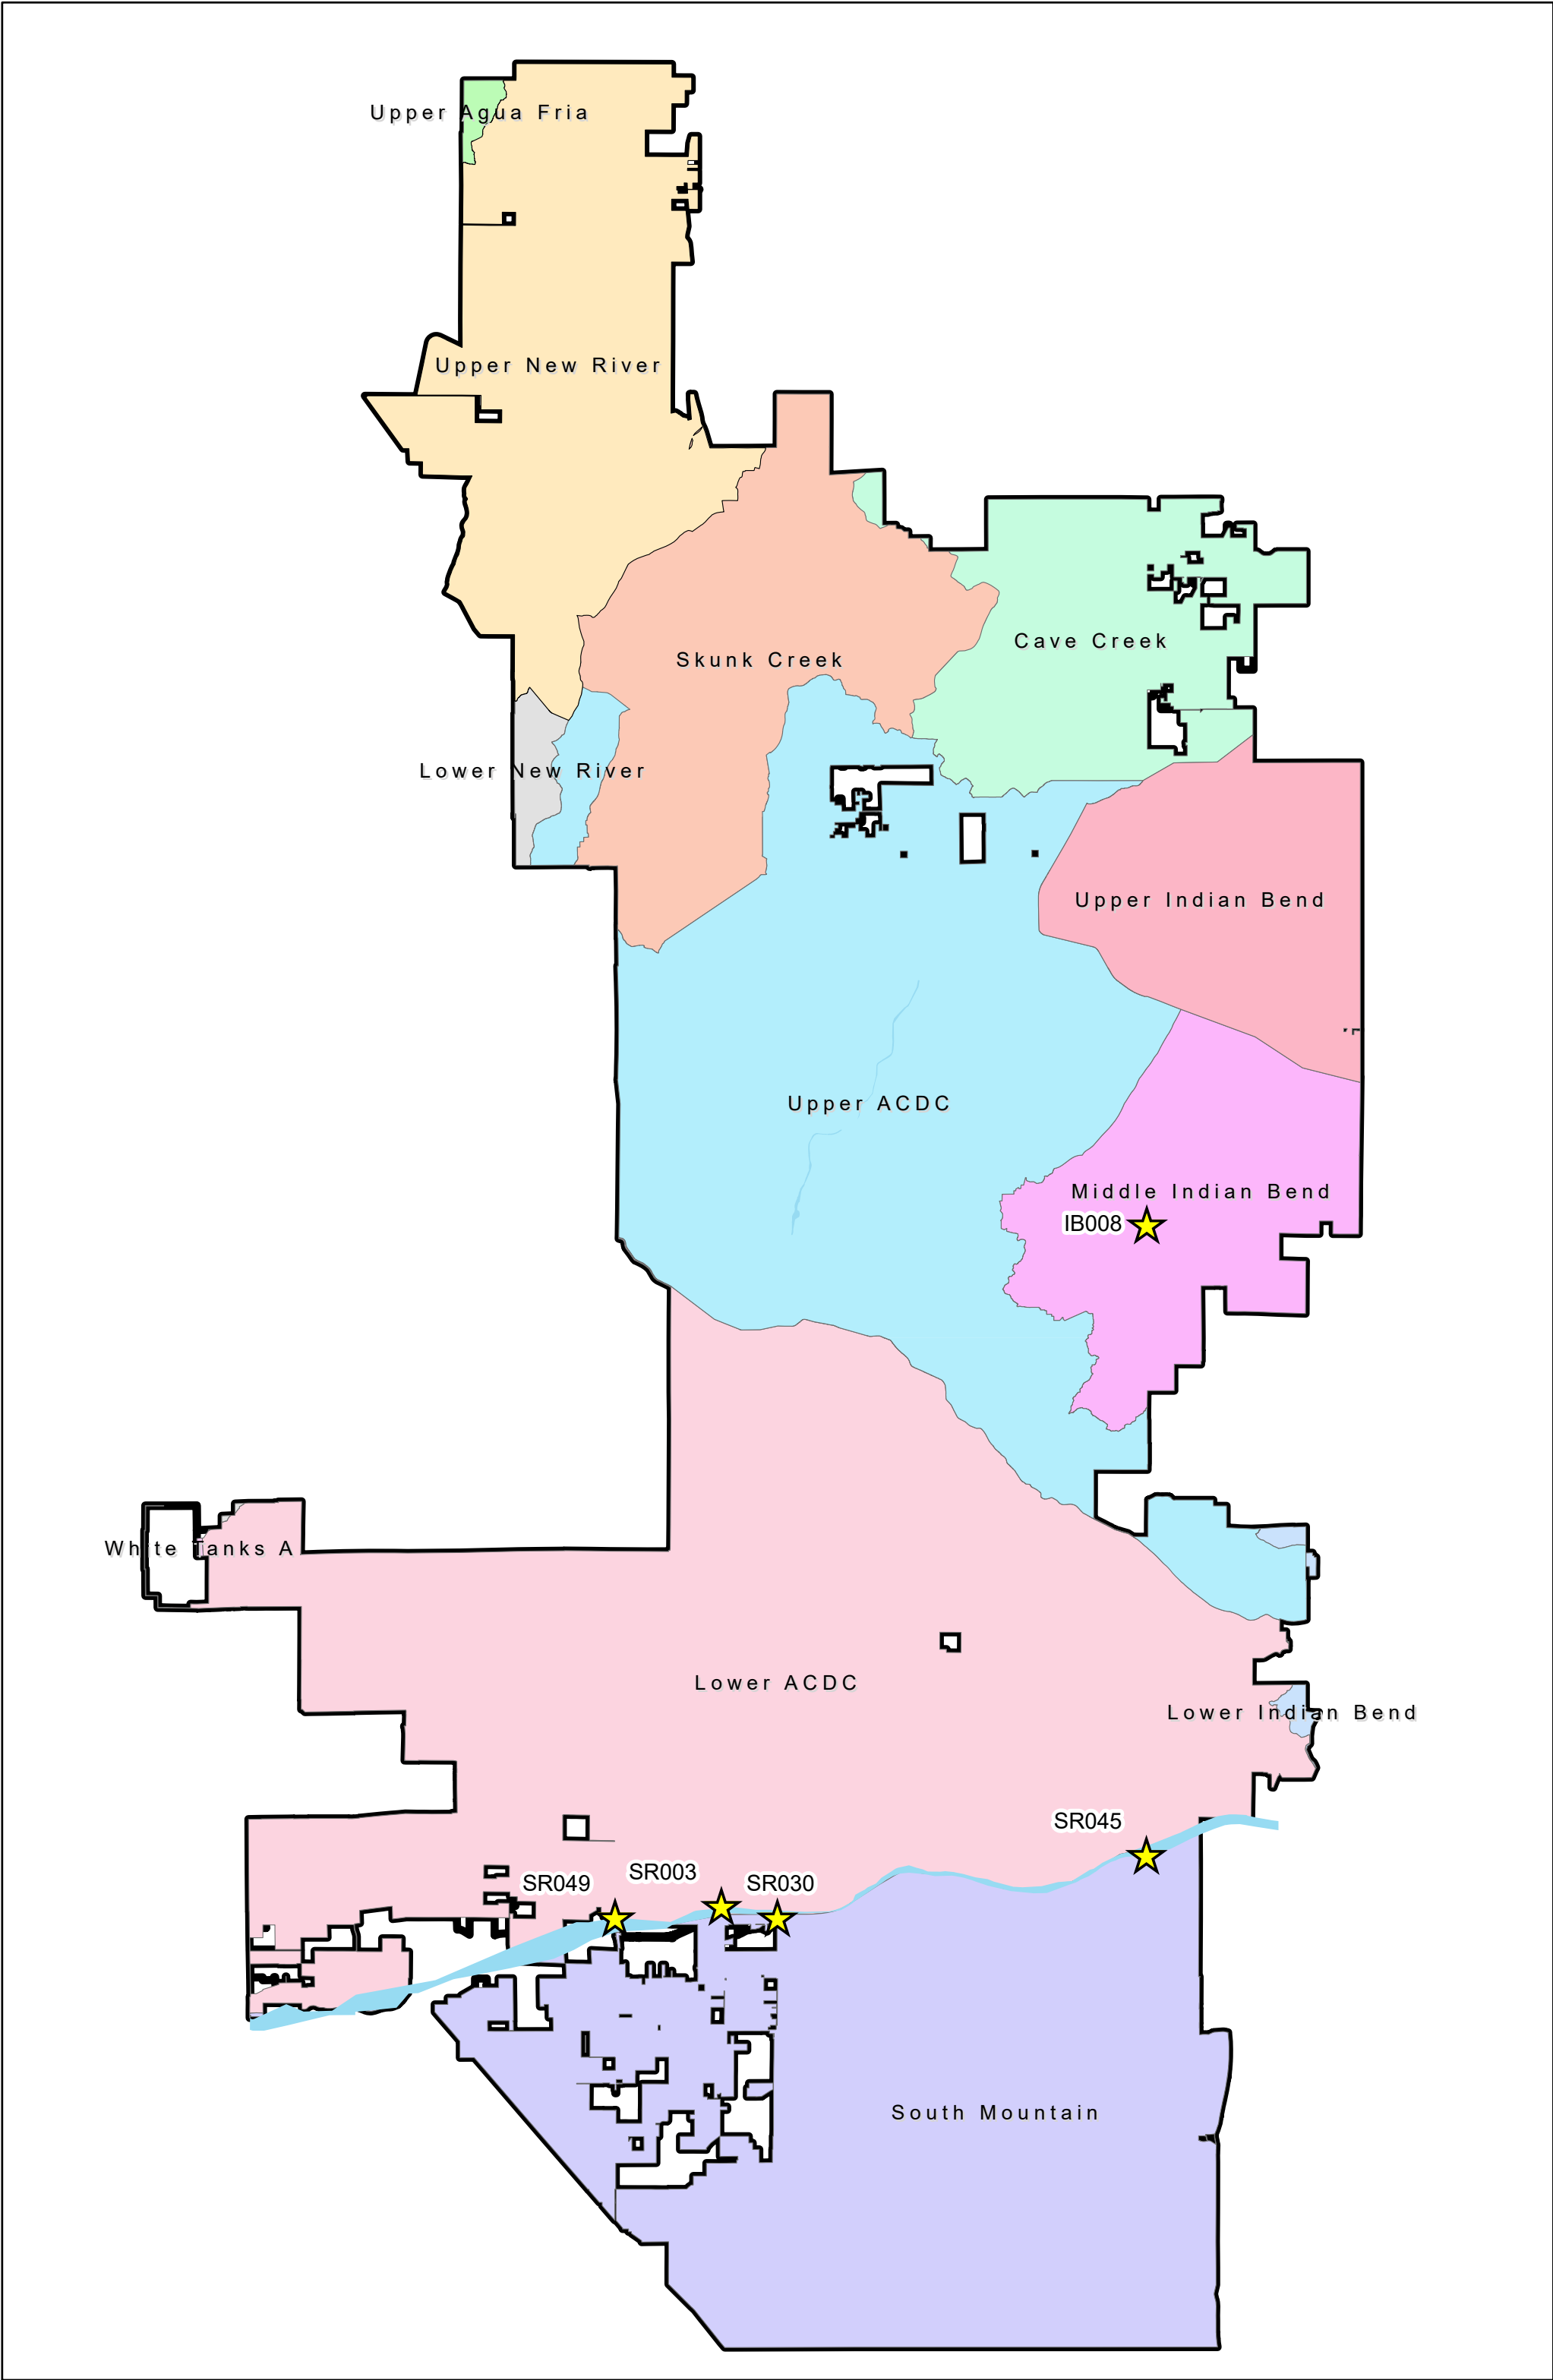 Upper Agua Fria
Upper New River
Cave Creek
Skunk Creek
Lower New River
Upper Indian Bend
Upper ACDC
Middle Indian Bend
IB008
White Tanks A
Lower ACDC
Lower Indian Bend
SR045
SR003
SR049
SR030
South Mountain